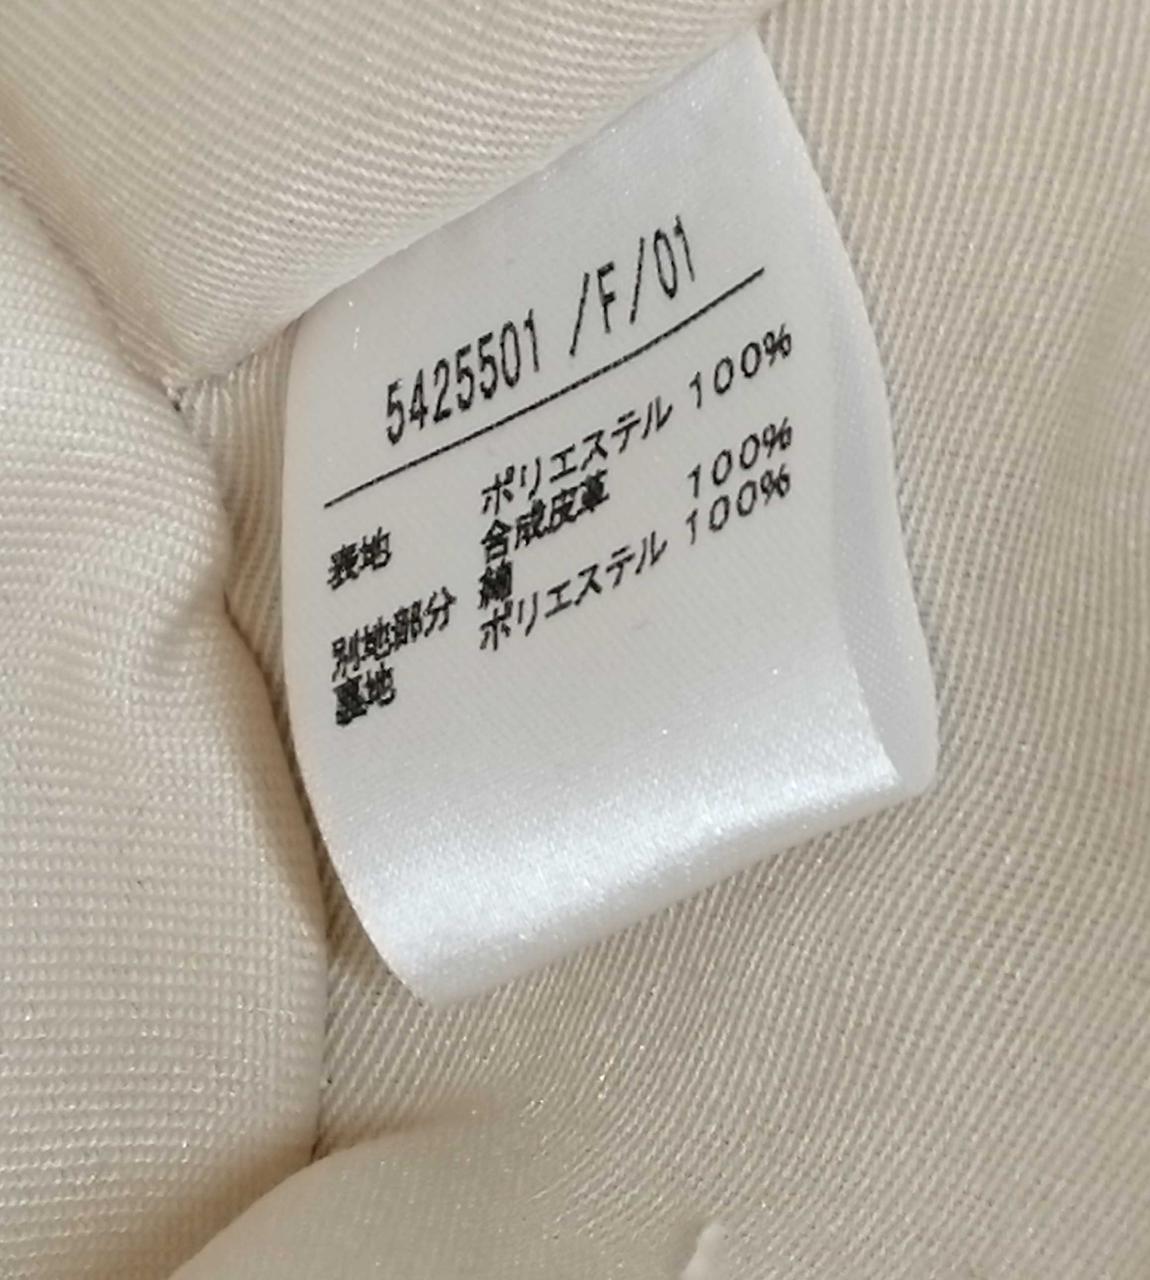 5425501 /F/01
表地 ポリエステル 100%
合成皮革
別地部分 綿 100%
裏地 ポリエステル 100%